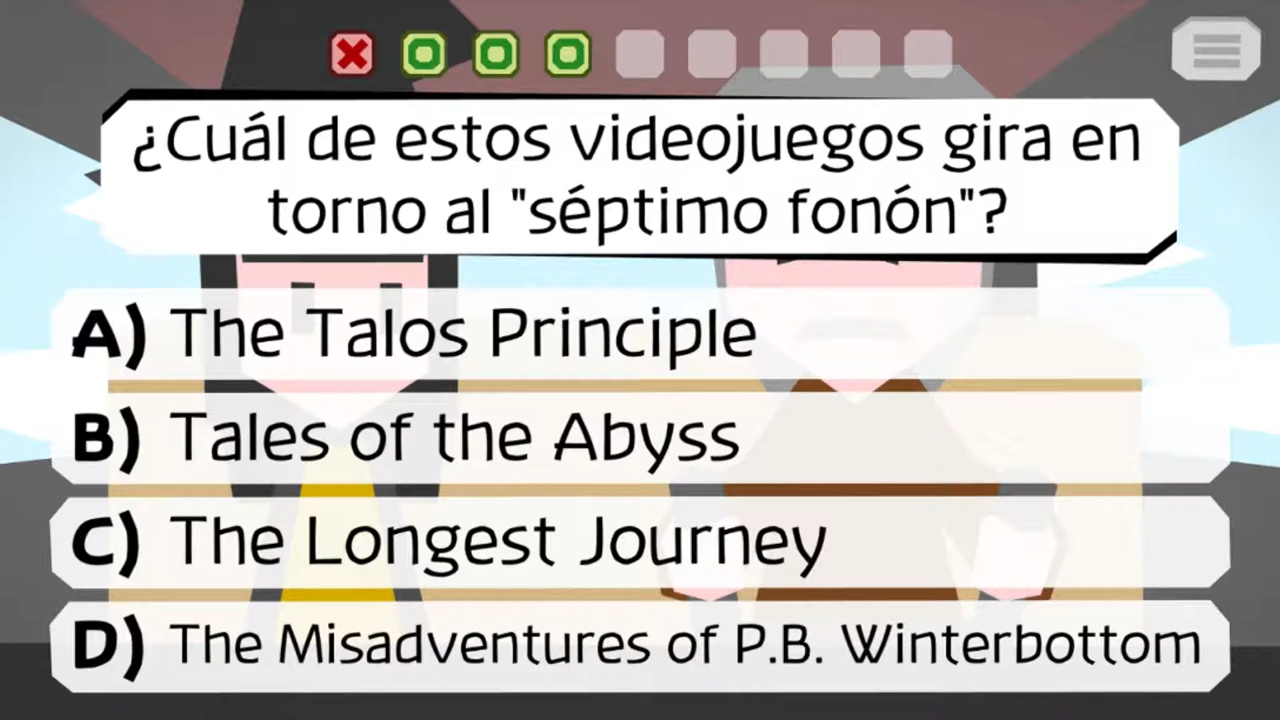 ¿Cuál de estos videojuegos gira en
torno al "séptimo fonón"?
A) The Talos Principle
B) Tales of the Abyss
C) The Longest Journey
D) The Misadventures of P.B. Winterbottom